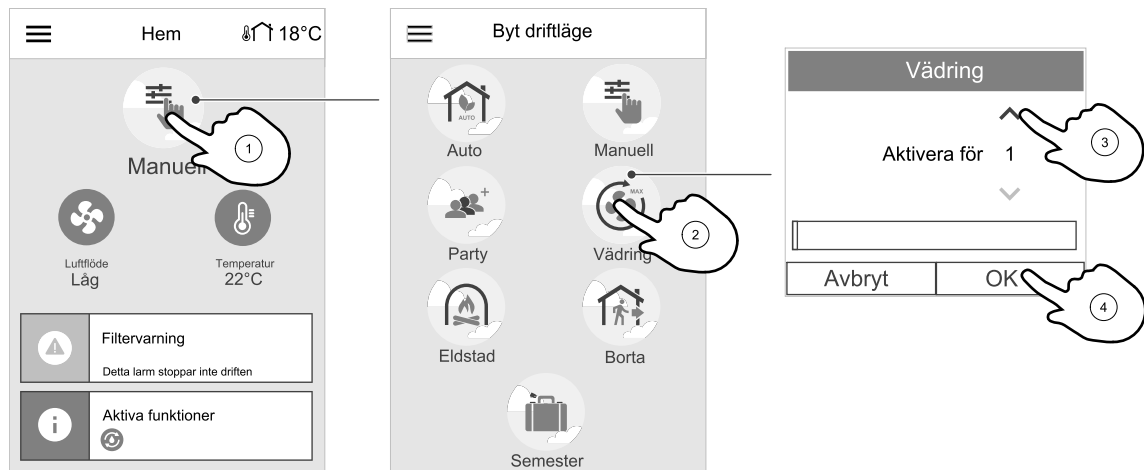 Hem
18°C
Manuell
1
Luftflöde
Låg
Temperatur
22°C
Filtervarning
Detta larm stoppar inte driften
Aktiva funktioner
Byt driftläge
AUTO
Auto
Manuell
Party
MAX
Vädring
2
Eldstad
Borta
Semester
Vädring
Aktivera för 1
3
Avbryt
OK
4